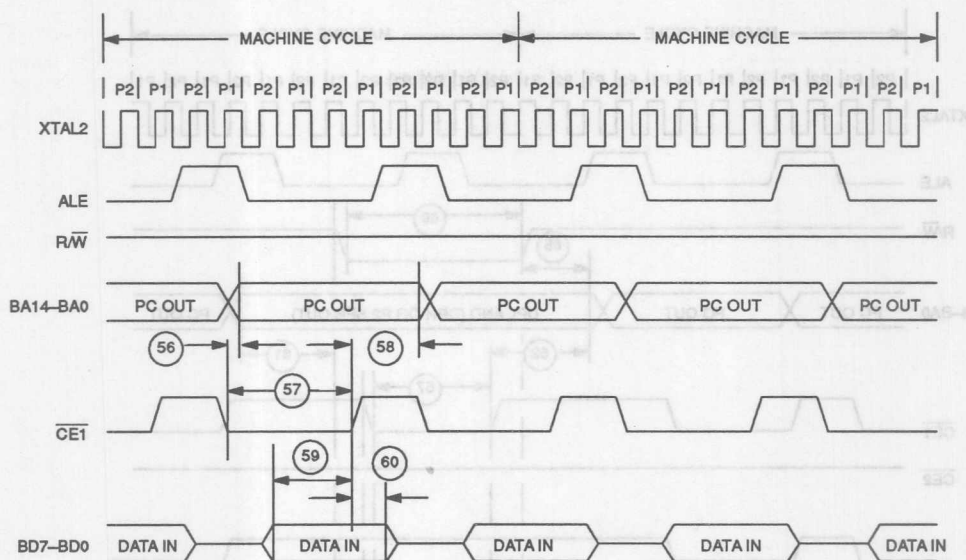 MACHINE CYCLE MACHINE CYCLE
P2 P1 P2 P1 P2 P1 P2 P1 P2 P1 P2 P1 P2 P1 P2 P1 P2 P1 P2 P1 P2 P1 P2 P1
XTAL2
ALE
R/W̅
BA14–BA0 PC OUT PC OUT PC OUT PC OUT PC OUT
56 58
57
C̅E̅1̅
59 60
BD7–BD0 DATA IN DATA IN DATA IN DATA IN DATA IN